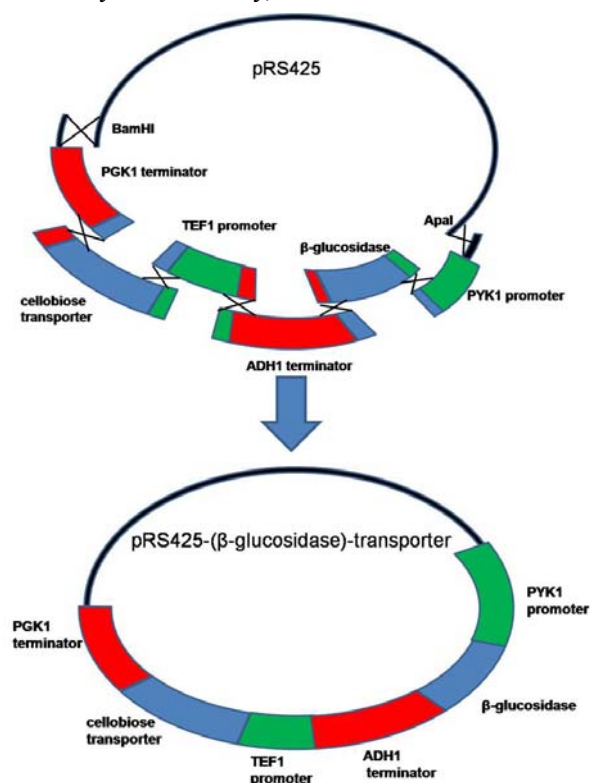 pRS425
BamHI
PGK1 terminator
ApaI
TEF1 promoter
β-glucosidase
cellobiose
transporter
PYK1 promoter
ADH1 terminator
pRS425-(β-glucosidase)-transporter
PYK1
promoter
PGK1
terminator
β-glucosidase
cellobiose
transporter
TEF1
promoter
ADH1
terminator